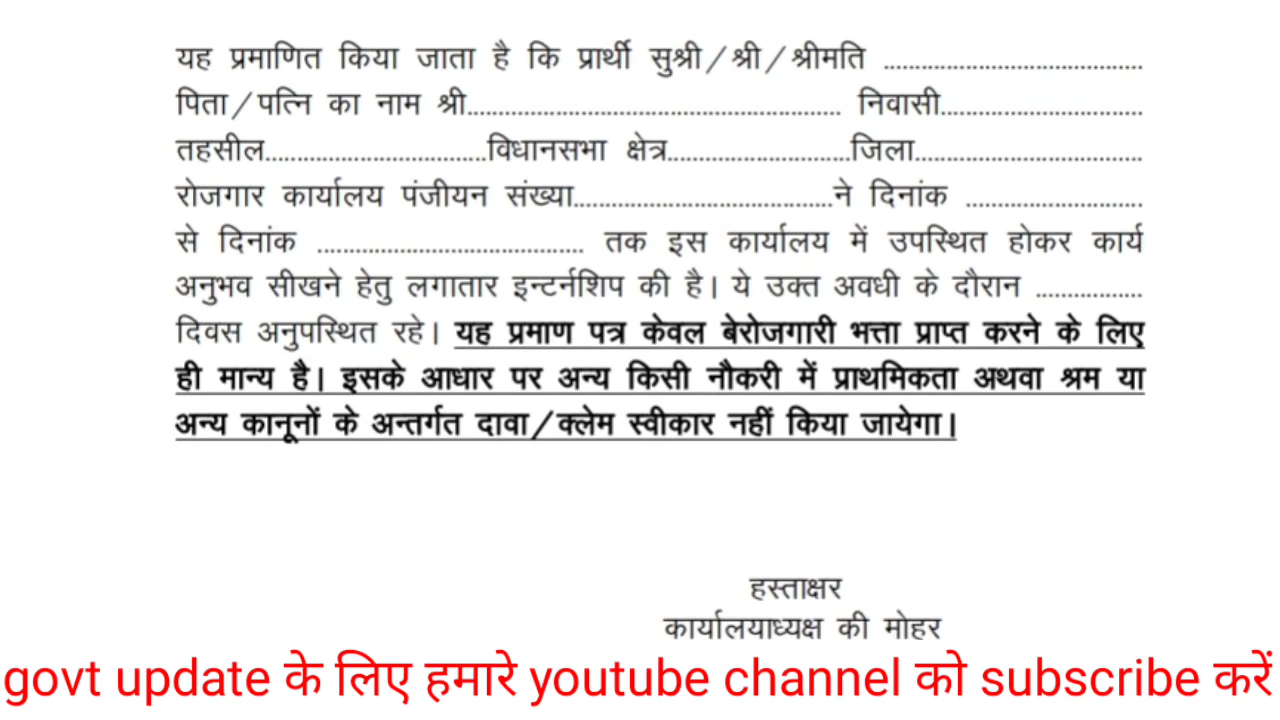 यह प्रमाणित किया जाता है कि प्रार्थी सुश्री/श्री/श्रीमति ........................................
पिता/पत्नि का नाम श्री........................................................... निवासी................................
तहसील...................................विधानसभा क्षेत्र.............................जिला....................................
रोजगार कार्यालय पंजीयन संख्या.........................................ने दिनांक ............................
से दिनांक .......................................... तक इस कार्यालय में उपस्थित होकर कार्य
अनुभव सीखने हेतु लगातार इन्टर्नशिप की है। ये उक्त अवधी के दौरान .................
दिवस अनुपस्थित रहे। यह प्रमाण पत्र केवल बेरोजगारी भत्ता प्राप्त करने के लिए
ही मान्य है। इसके आधार पर अन्य किसी नौकरी में प्राथमिकता अथवा श्रम या
अन्य कानूनों के अन्तर्गत दावा/क्लेम स्वीकार नहीं किया जायेगा।
हस्ताक्षर
कार्यालयाध्यक्ष की मोहर
govt update के लिए हमारे youtube channel को subscribe करें